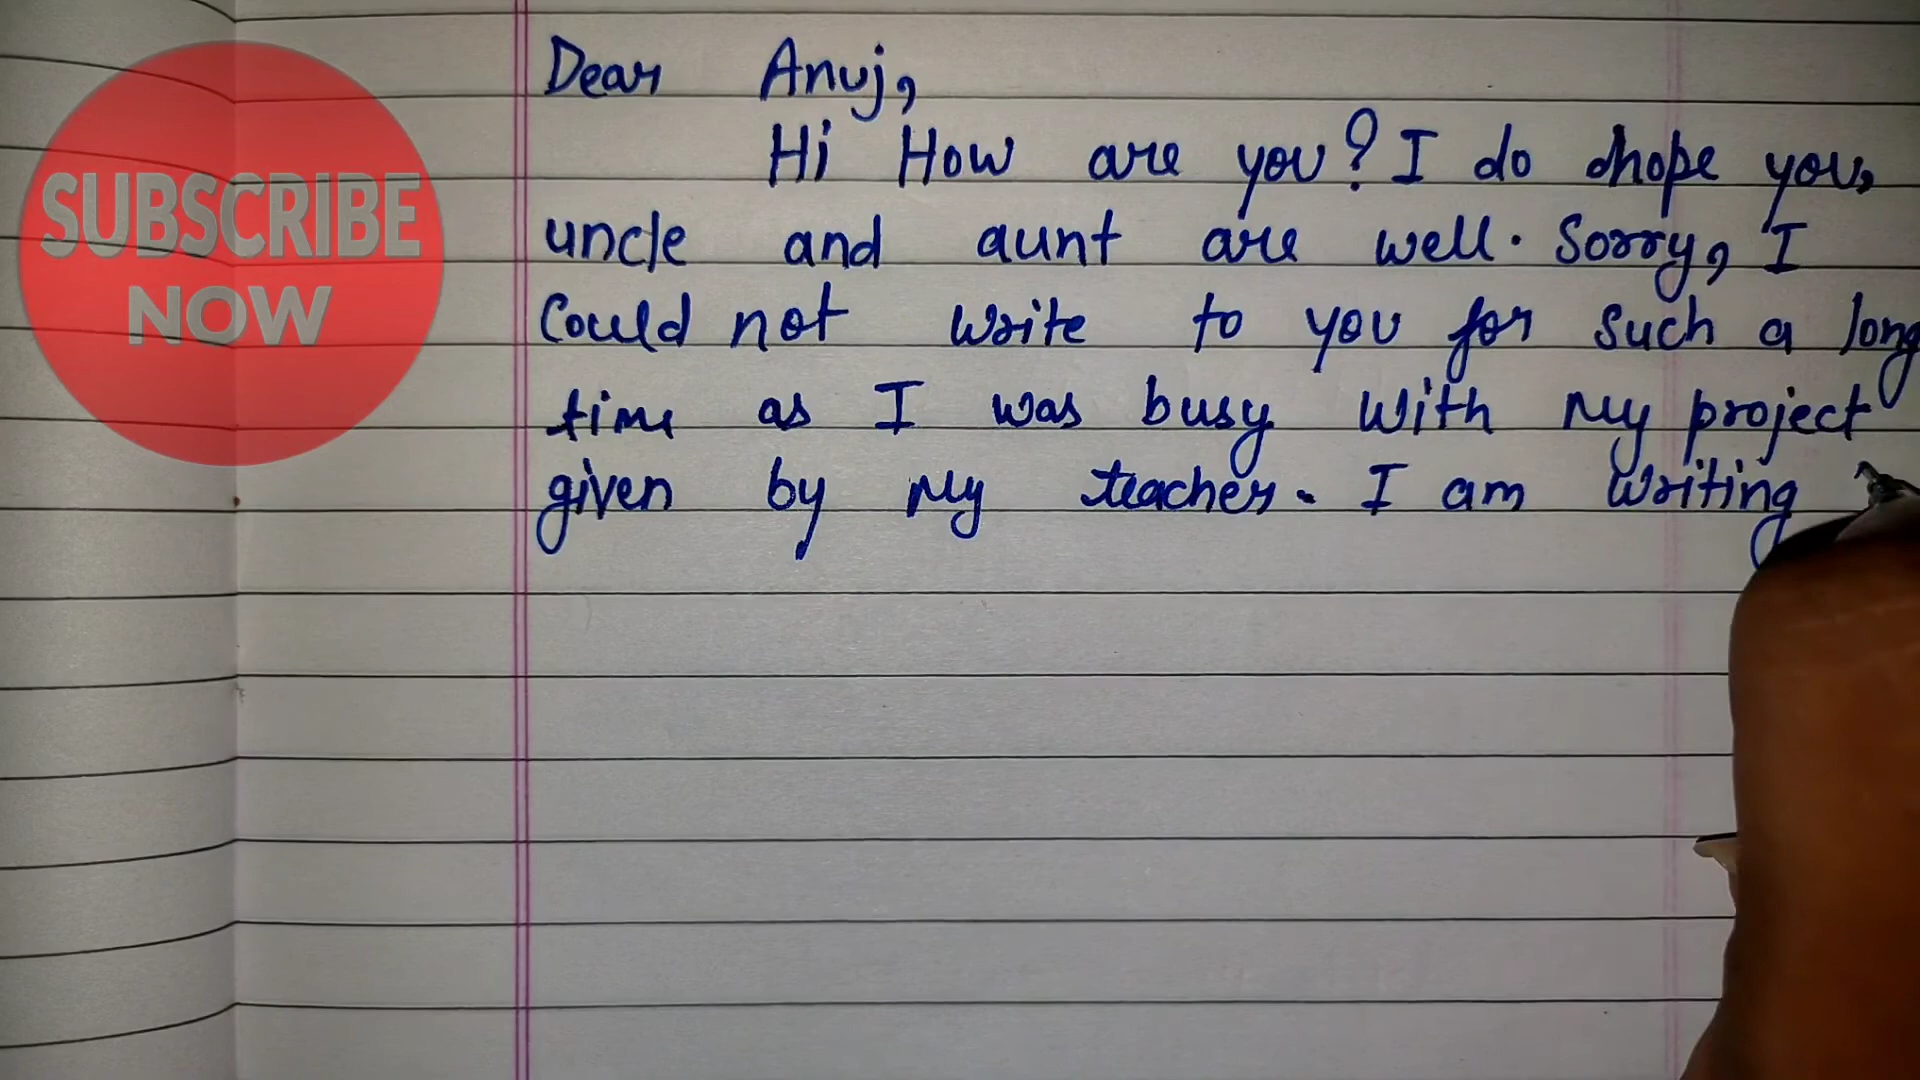 SUBSCRIBE
NOW
Dear Anuj,
Hi How are you? I do hope you,
uncle and aunt are well. Sorry, I
Could not write to you for such a long
time as I was busy with my project
given by my teacher. I am writing